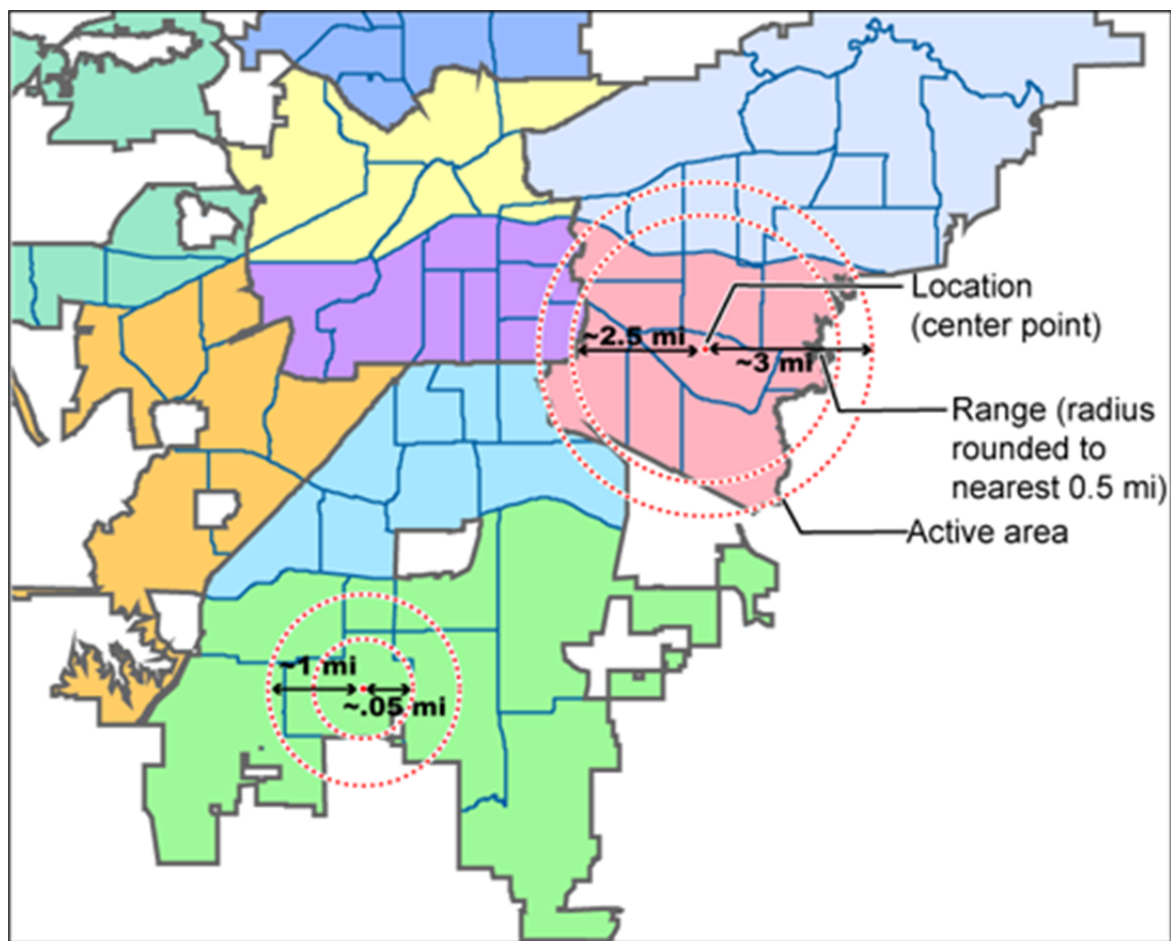 Location
(center point)
~2.5 mi
~3 mi
Range (radius
rounded to
nearest 0.5 mi)
Active area
~1 mi
~.05 mi